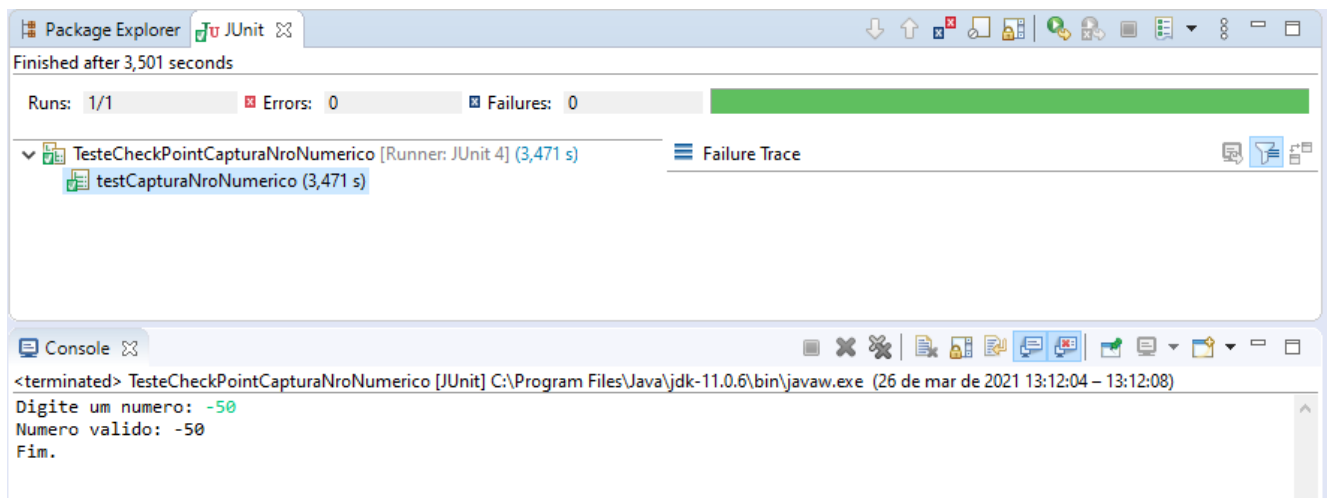 Package Explorer JUnit
Finished after 3,501 seconds
Runs: 1/1 Errors: 0 Failures: 0
TesteCheckPointCapturaNroNumerico [Runner: JUnit 4] (3,471 s)
testCapturaNroNumerico (3,471 s)
Failure Trace
Console
<terminated> TesteCheckPointCapturaNroNumerico [JUnit] C:\Program Files\Java\jdk-11.0.6\bin\javaw.exe (26 de mar de 2021 13:12:04 – 13:12:08)
Digite um numero: -50
Numero valido: -50
Fim.